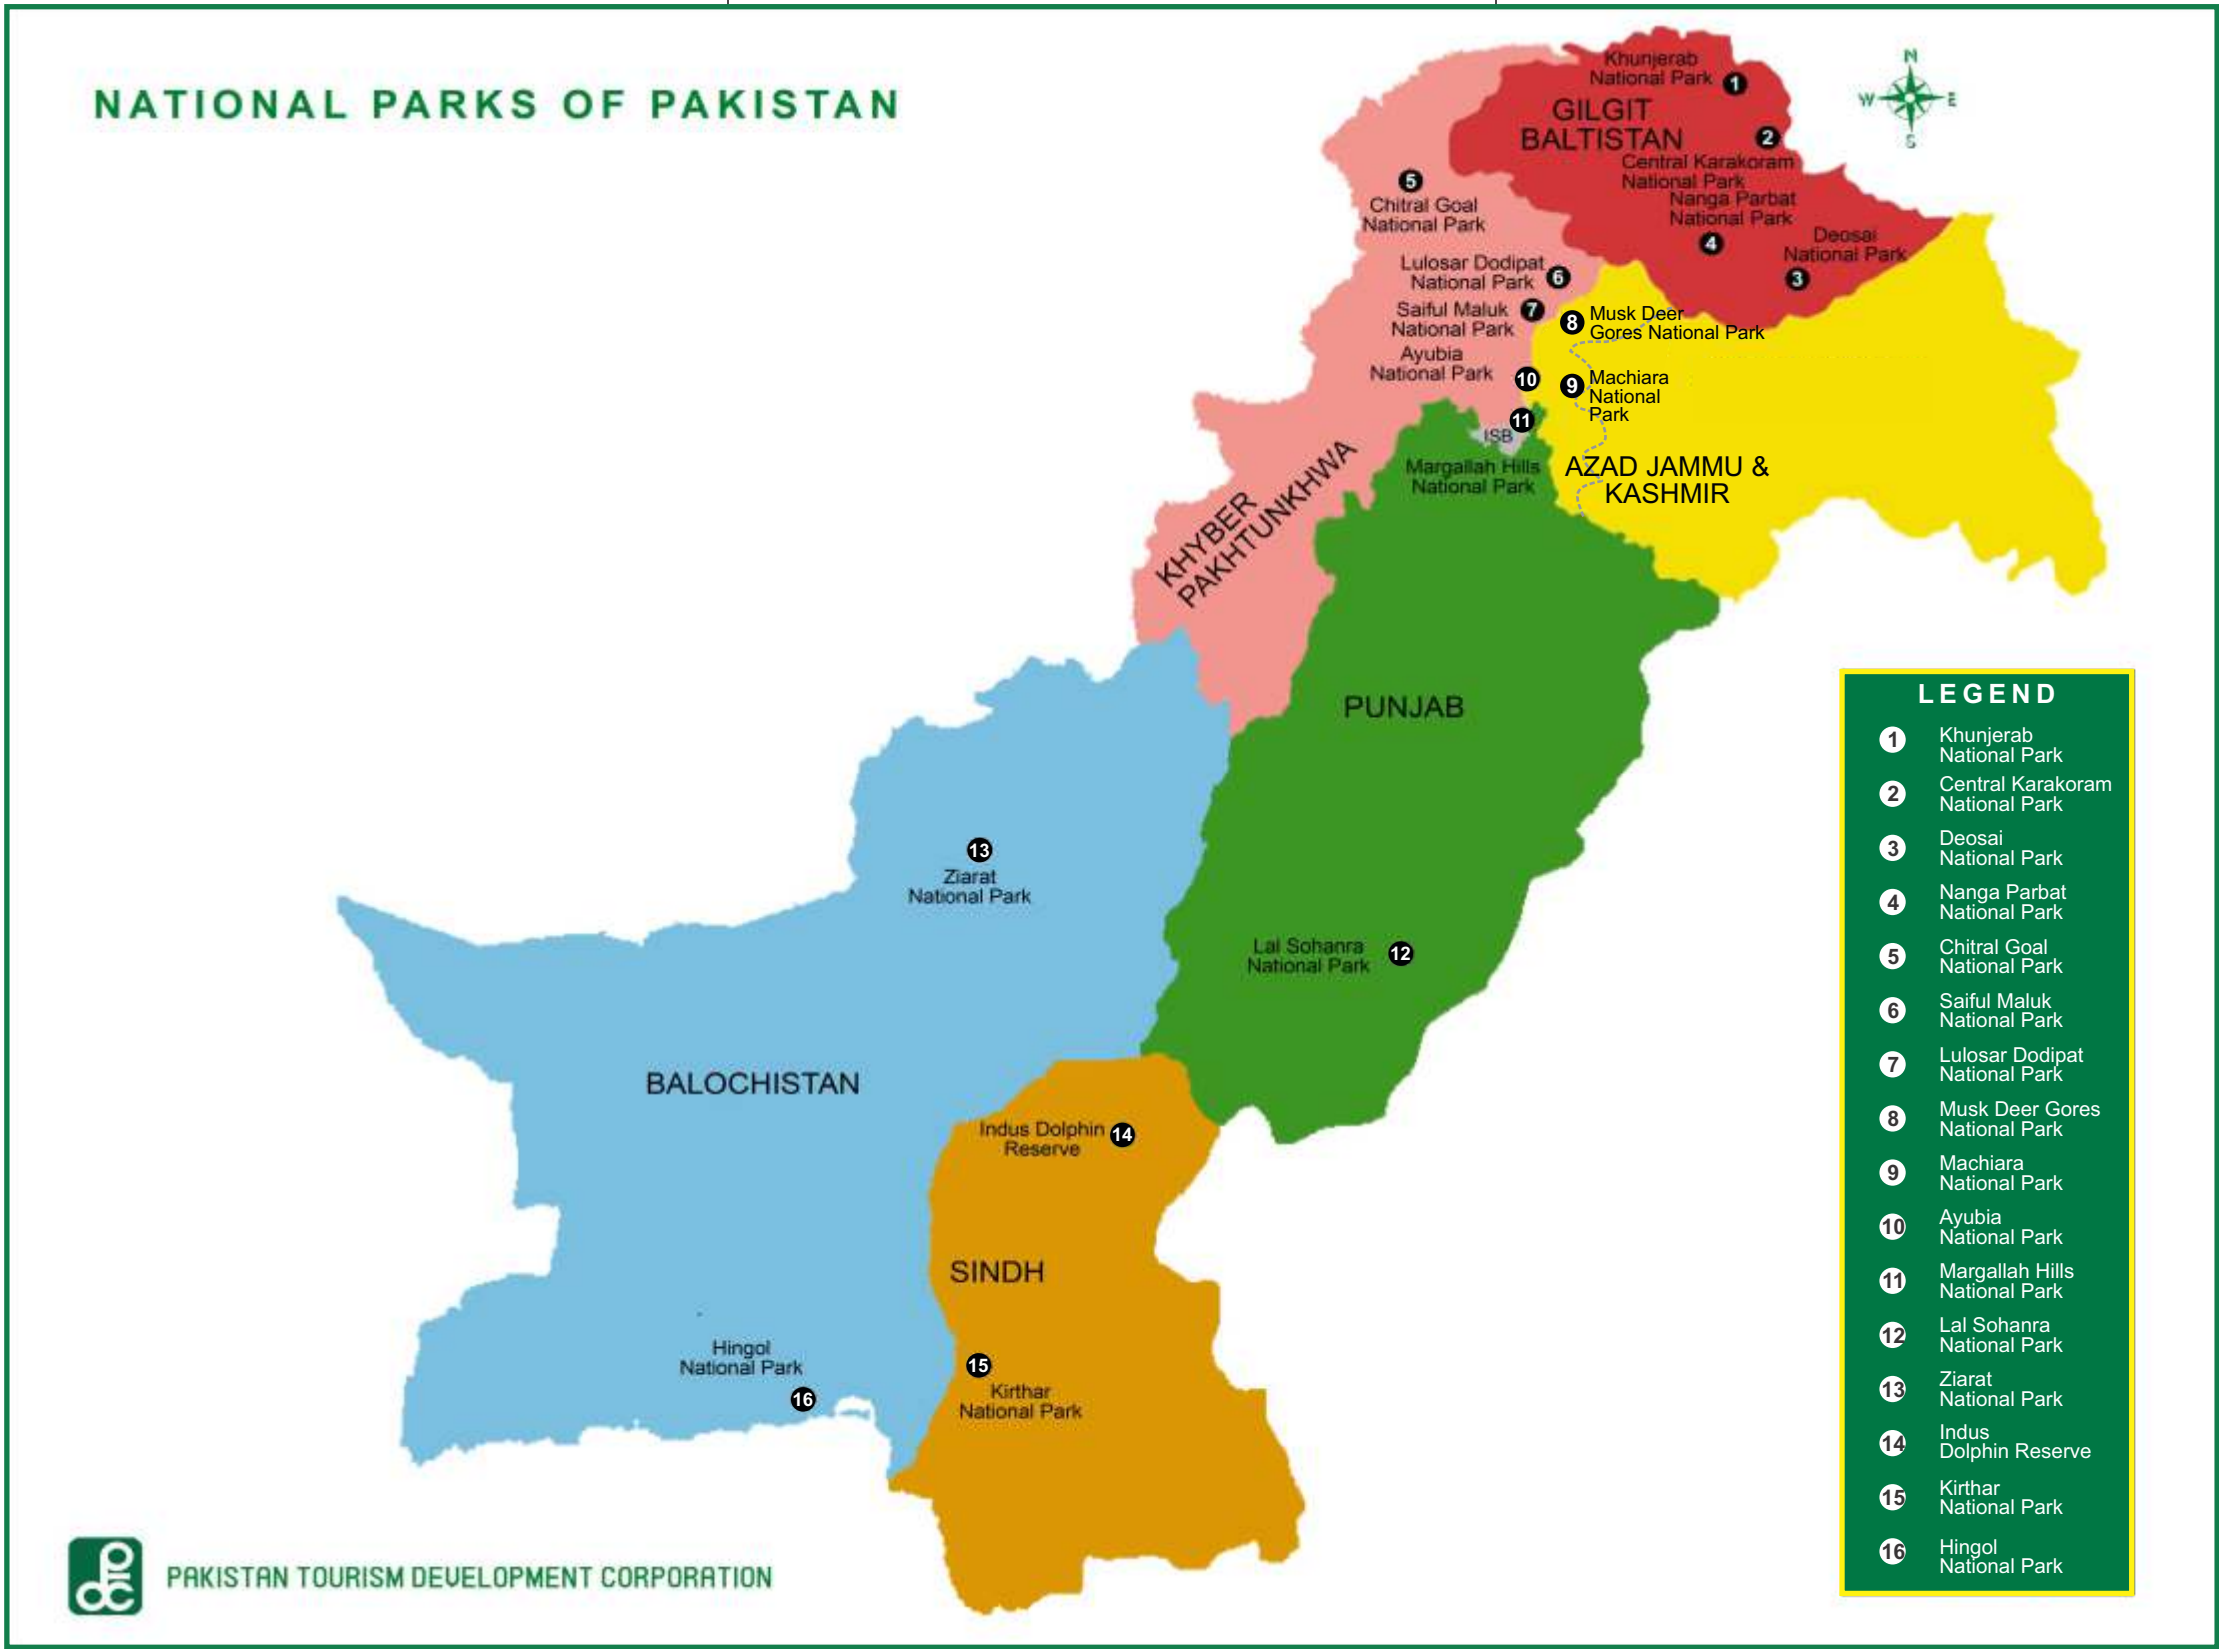 NATIONAL PARKS OF PAKISTAN
N
W
E
S
Khunjerab
National Park
1
GILGIT
BALTISTAN
2
Central Karakoram
National Park
Nanga Parbat
National Park
4
Deosai
National Park
3
5
Chitral Goal
National Park
Lulosar Dodipat
National Park
6
Saiful Maluk
National Park
7
8
Musk Deer
Gores National Park
Ayubia
National Park
10
9
Machiara
National
Park
11
ISB
Margallah Hills
National Park
AZAD JAMMU &
KASHMIR
KHYBER
PAKHTUNKHWA
PUNJAB
13
Ziarat
National Park
Lal Sohanra
National Park
12
BALOCHISTAN
Indus Dolphin
Reserve
14
SINDH
Hingol
National Park
16
15
Kirthar
National Park
LEGEND
1
Khunjerab
National Park
2
Central Karakoram
National Park
3
Deosai
National Park
4
Nanga Parbat
National Park
5
Chitral Goal
National Park
6
Saiful Maluk
National Park
7
Lulosar Dodipat
National Park
8
Musk Deer Gores
National Park
9
Machiara
National Park
10
Ayubia
National Park
11
Margallah Hills
National Park
12
Lal Sohanra
National Park
13
Ziarat
National Park
14
Indus
Dolphin Reserve
15
Kirthar
National Park
16
Hingol
National Park
PAKISTAN TOURISM DEVELOPMENT CORPORATION